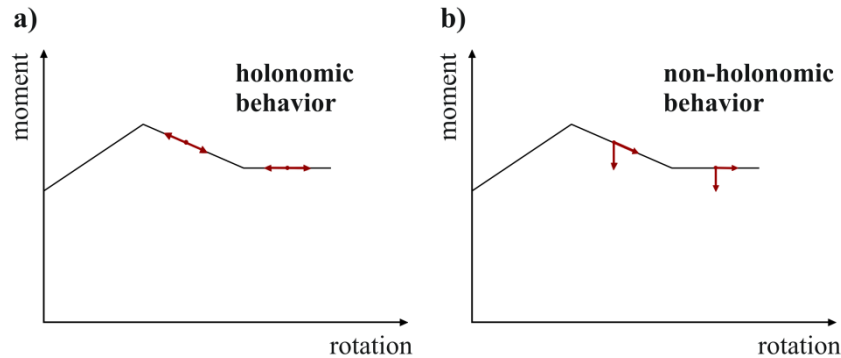 a)
moment
holonomic
behavior
rotation
b)
moment
non-holonomic
behavior
rotation